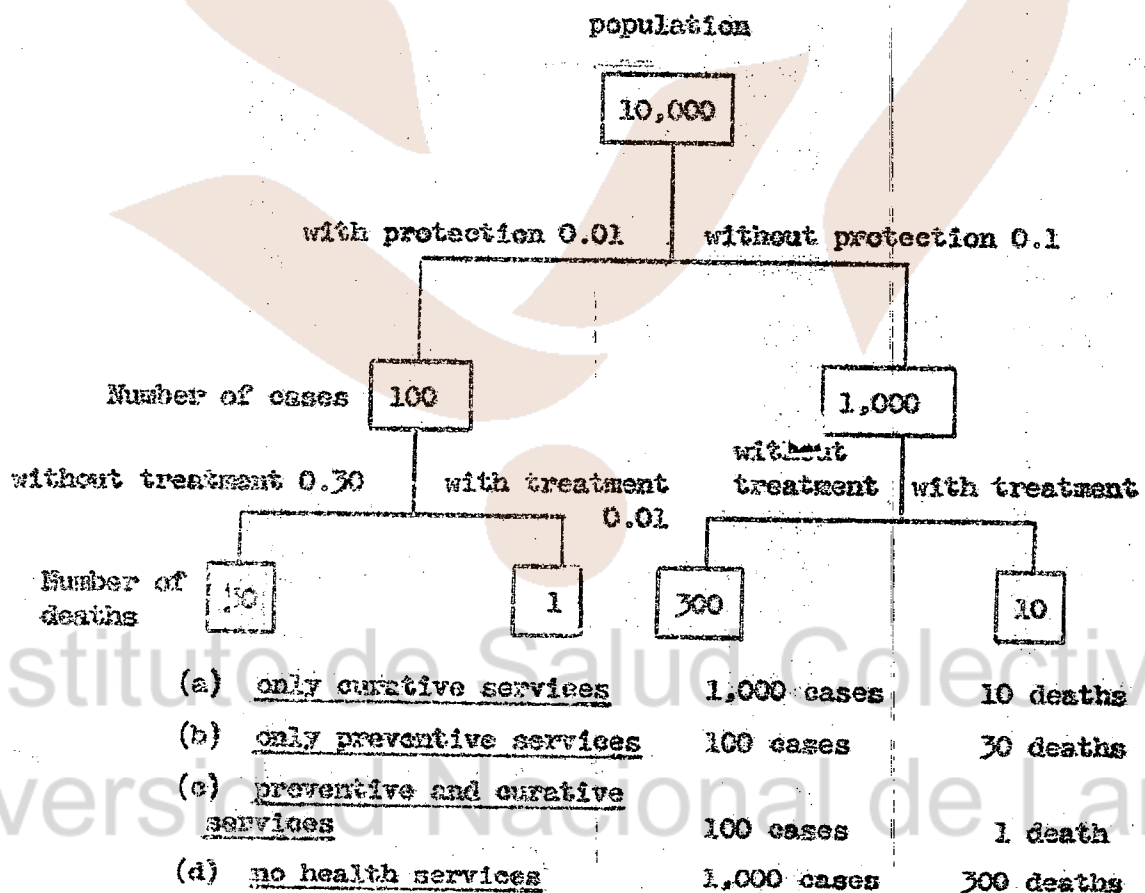 population
10,000
with protection 0.01
without protection 0.1
Number of cases
100
1,000
without treatment 0.30
with treatment
0.01
without
treatment
with treatment
Number of
deaths
30
1
300
10
(a) only curative services 1,000 cases 10 deaths
(b) only preventive services 100 cases 30 deaths
(c) preventive and curative
services 100 cases 1 death
(d) no health services 1,000 cases 300 deaths
stituto de Salud Colectiv
versidad Nacional de La